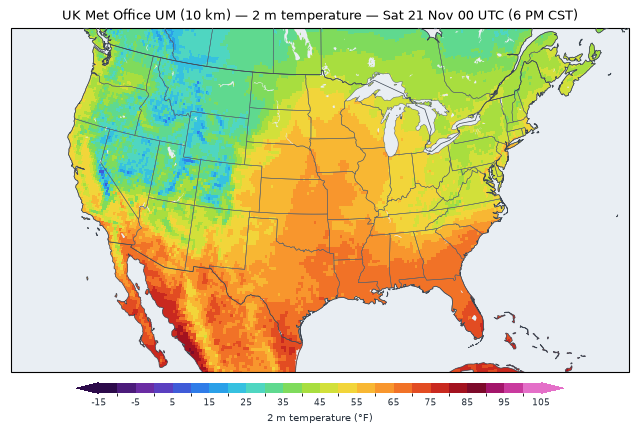 UK Met Office UM (10 km) — 2 m temperature — Sat 21 Nov 00 UTC (6 PM CST)
-15 -5 5 15 25 35 45 55 65 75 85 95 105
2 m temperature (°F)